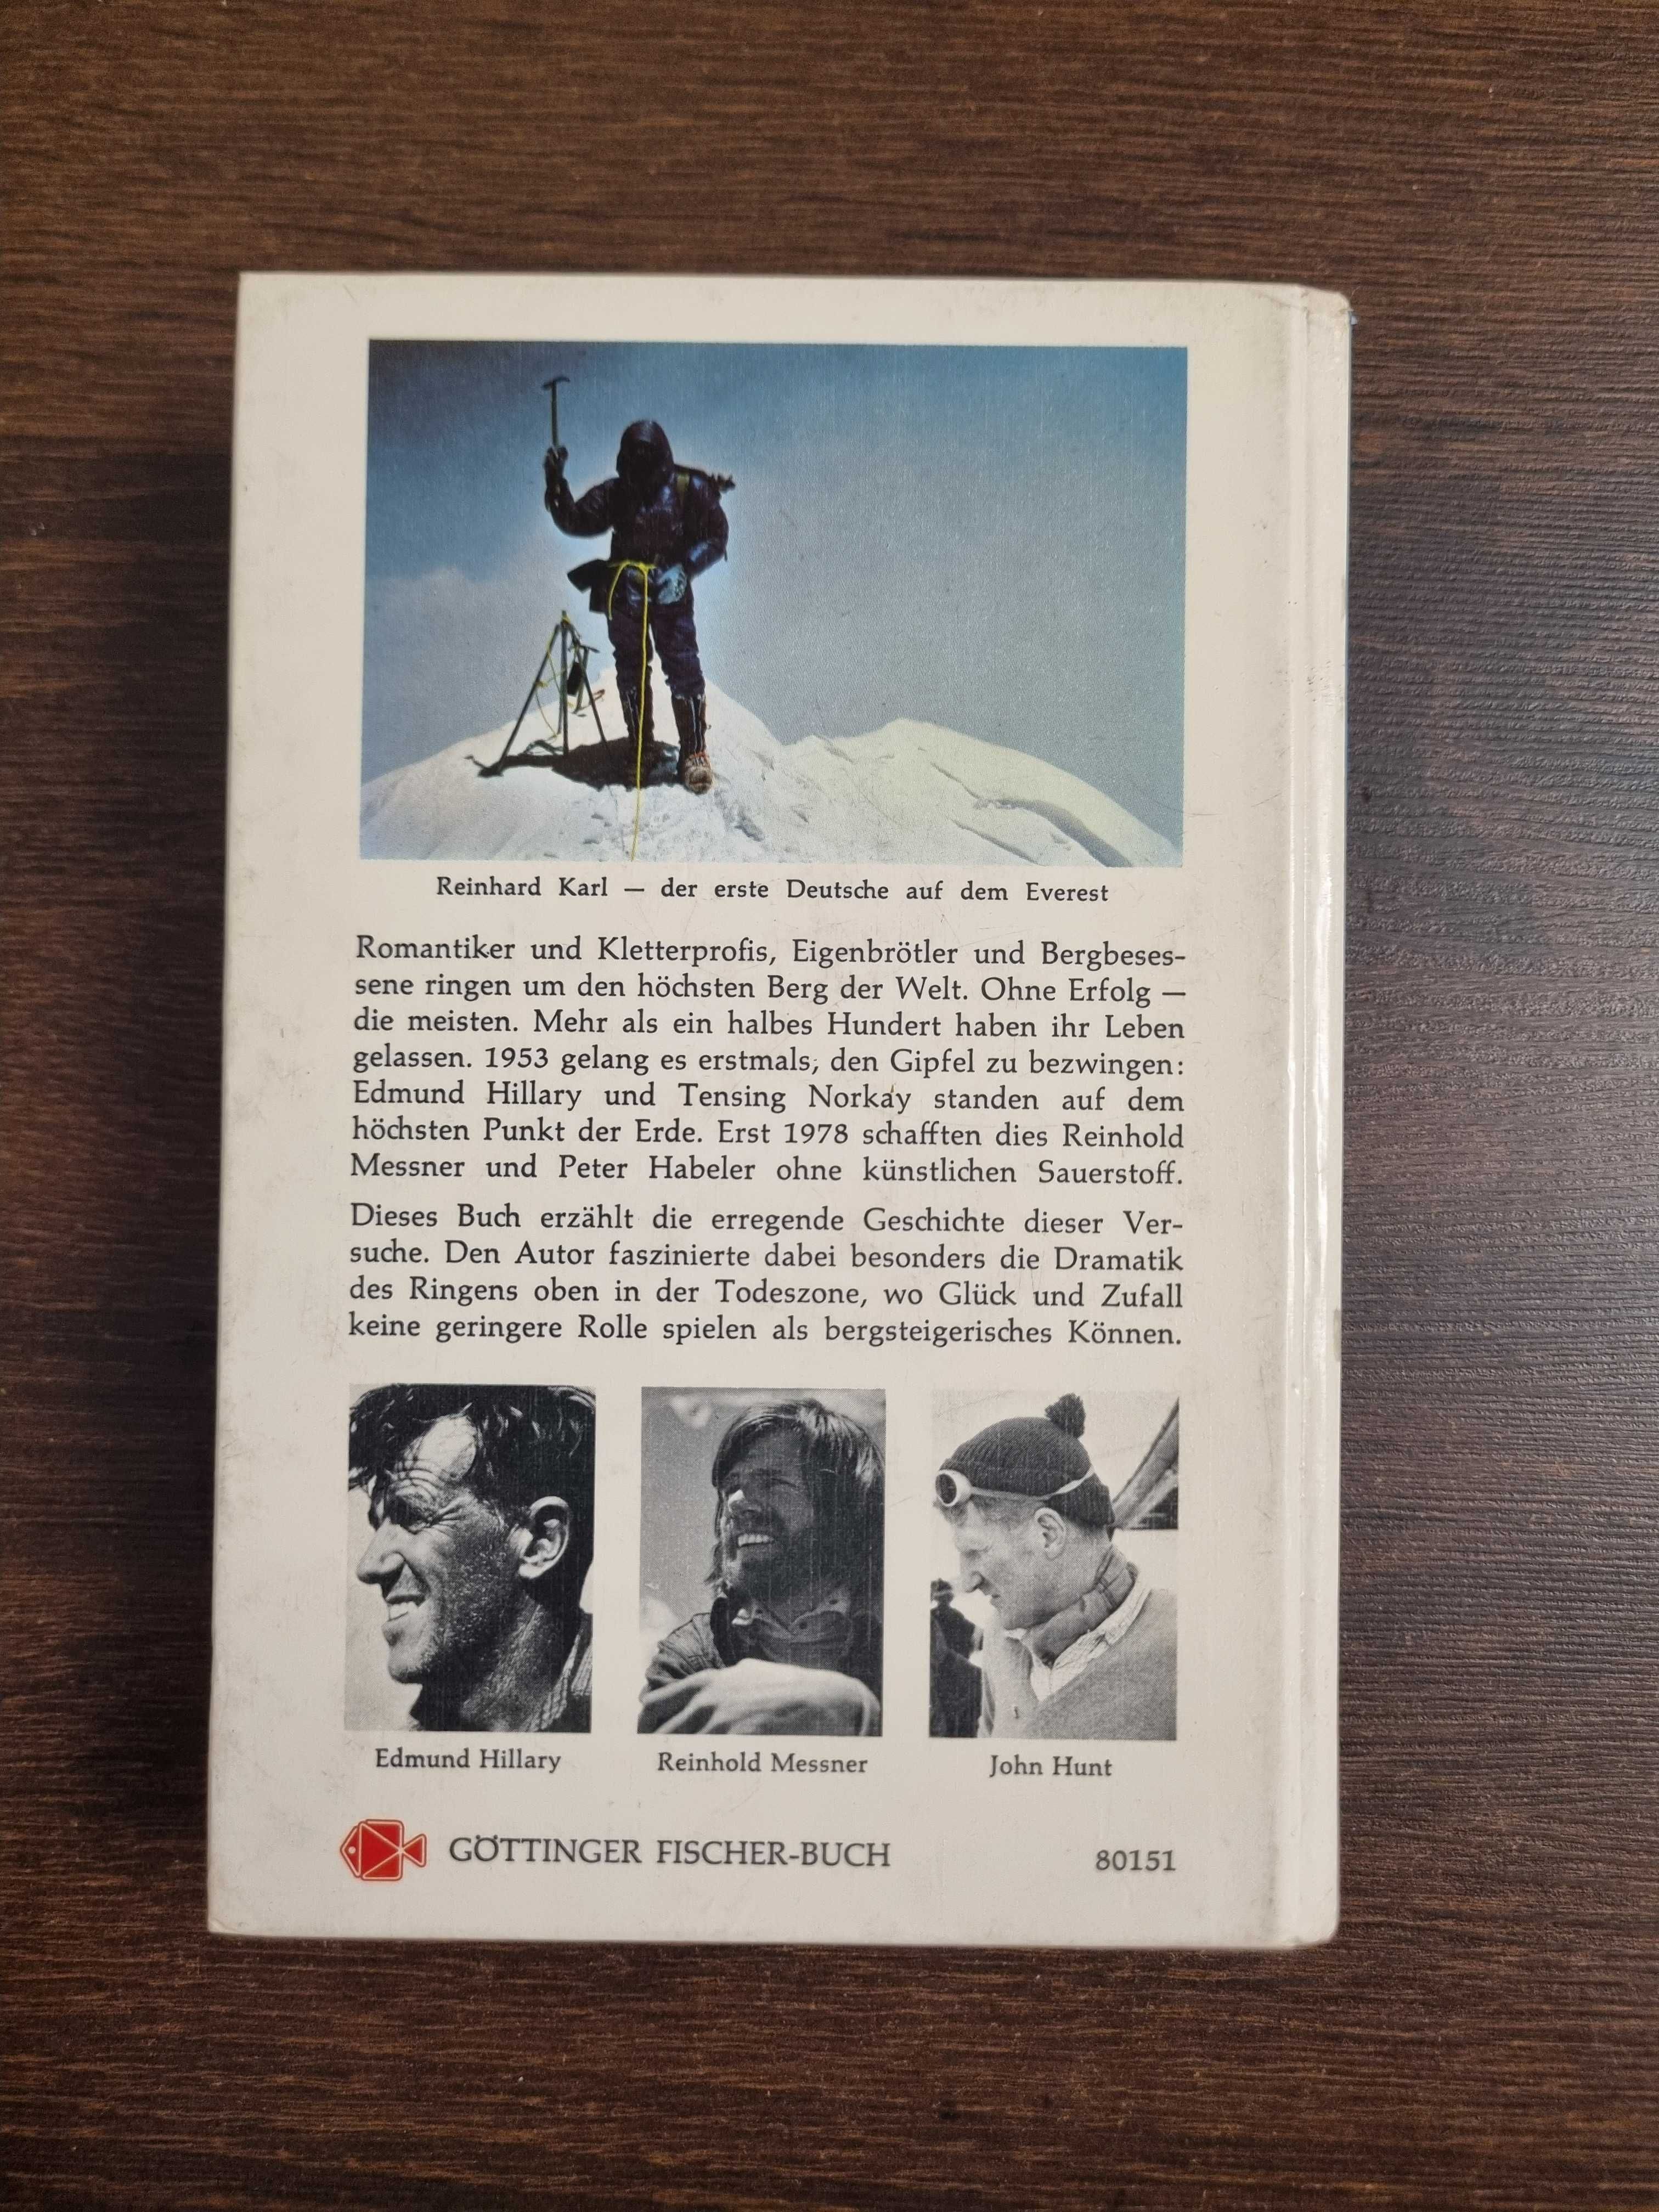 Reinhard Karl — der erste Deutsche auf dem Everest
Romantiker und Kletterprofis, Eigenbrötler und Bergbeses-
sene ringen um den höchsten Berg der Welt. Ohne Erfolg —
die meisten. Mehr als ein halbes Hundert haben ihr Leben
gelassen. 1953 gelang es erstmals, den Gipfel zu bezwingen:
Edmund Hillary und Tensing Norkay standen auf dem
höchsten Punkt der Erde. Erst 1978 schafften dies Reinhold
Messner und Peter Habeler ohne künstlichen Sauerstoff.
Dieses Buch erzählt die erregende Geschichte dieser Ver-
suche. Den Autor faszinierte dabei besonders die Dramatik
des Ringens oben in der Todeszone, wo Glück und Zufall
keine geringere Rolle spielen als bergsteigerisches Können.
Edmund Hillary
Reinhold Messner
John Hunt
GÖTTINGER FISCHER-BUCH
80151